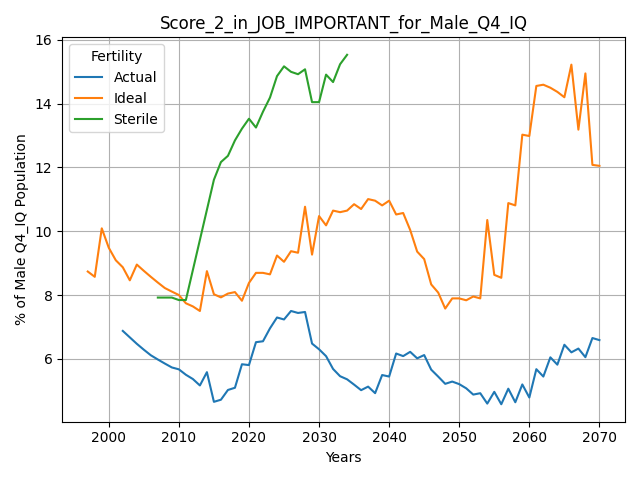 Score_2_in_JOB_IMPORTANT_for_Male_Q4_IQ
Fertility
Actual
Ideal
Sterile
% of Male Q4_IQ Population
16
14
12
10
8
6
2000 2010 2020 2030 2040 2050 2060 2070
Years